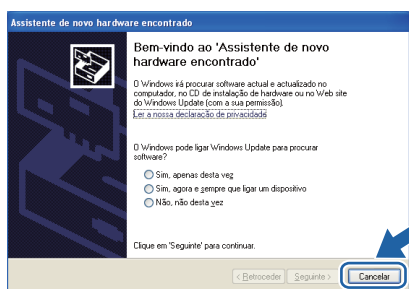 Assistente de novo hardware encontrado
Bem-vindo ao 'Assistente de novo
hardware encontrado'
O Windows irá procurar software actual e actualizado no
computador, no CD de instalação de hardware ou no Web site
do Windows Update (com a sua permissão).
Ler a nossa declaração de privacidade
O Windows pode ligar Windows Update para procurar
software?
Sim, apenas desta vez
Sim, agora e sempre que ligar um dispositivo
Não, não desta vez
Clique em 'Seguinte' para continuar.
< Retroceder Seguinte > Cancelar